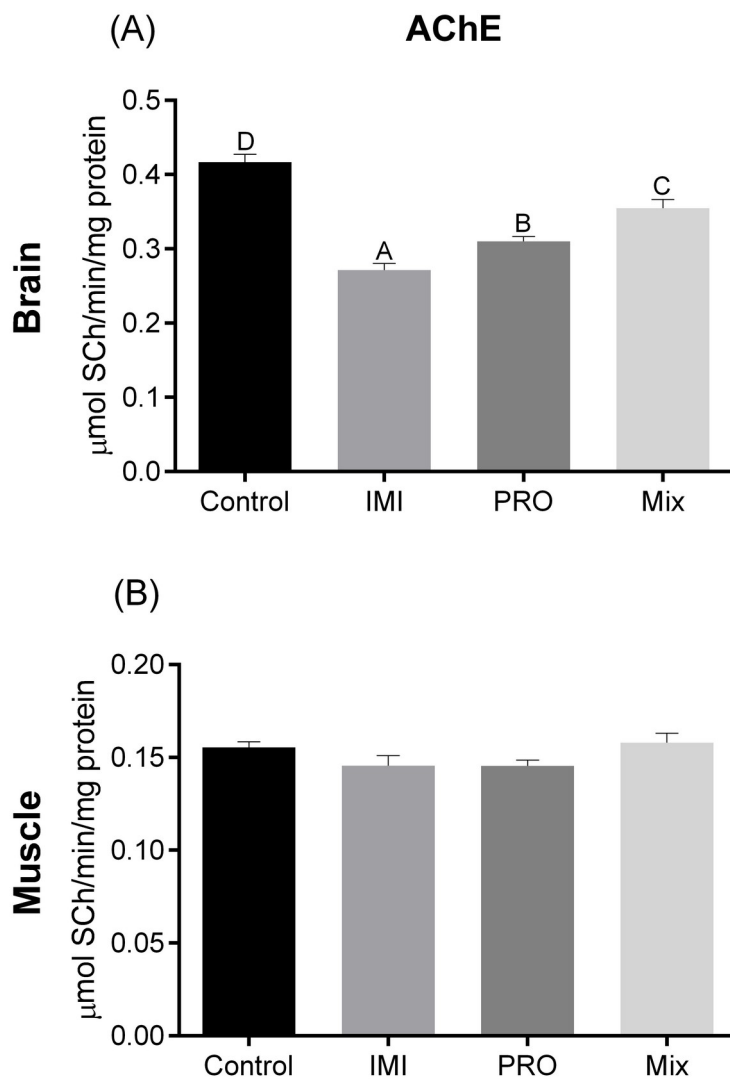 (A)
AChE
Brain
μmol SCh/min/mg protein
0.5
0.4
0.3
0.2
0.1
0.0
D
A
B
C
Control IMI PRO Mix
(B)
Muscle
μmol SCh/min/mg protein
0.20
0.15
0.10
0.05
0.00
Control IMI PRO Mix